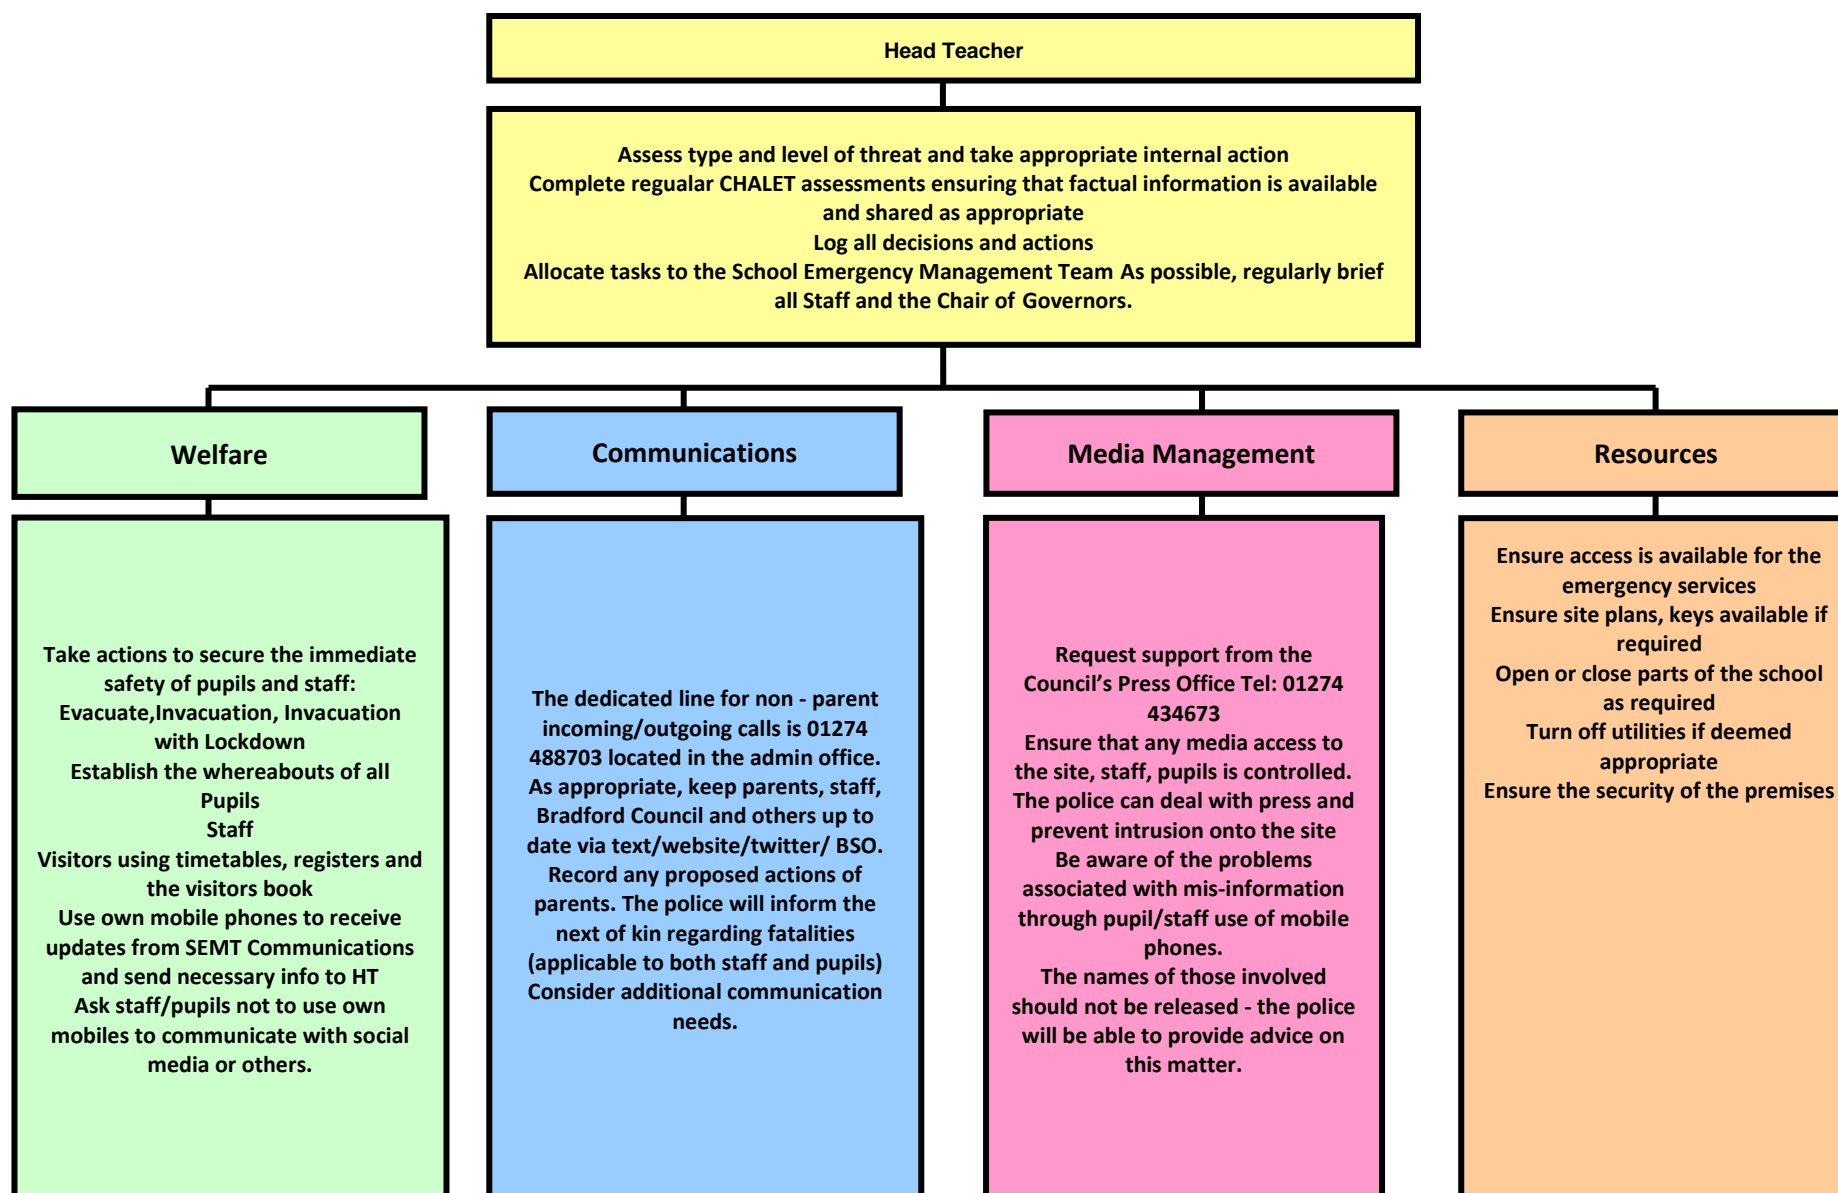 Head Teacher
Assess type and level of threat and take appropriate internal action
Complete regualar CHALET assessments ensuring that factual information is available
and shared as appropriate
Log all decisions and actions
Allocate tasks to the School Emergency Management Team As possible, regularly brief
all Staff and the Chair of Governors.
Welfare
Take actions to secure the immediate
safety of pupils and staff:
Evacuate,Invacuation, Invacuation
with Lockdown
Establish the whereabouts of all
Pupils
Staff
Visitors using timetables, registers and
the visitors book
Use own mobile phones to receive
updates from SEMT Communications
and send necessary info to HT
Ask staff/pupils not to use own
mobiles to communicate with social
media or others.
Communications
The dedicated line for non - parent
incoming/outgoing calls is 01274
488703 located in the admin office.
As appropriate, keep parents, staff,
Bradford Council and others up to
date via text/website/twitter/ BSO.
Record any proposed actions of
parents. The police will inform the
next of kin regarding fatalities
(applicable to both staff and pupils)
Consider additional communication
needs.
Media Management
Request support from the
Council’s Press Office Tel: 01274
434673
Ensure that any media access to
the site, staff, pupils is controlled.
The police can deal with press and
prevent intrusion onto the site
Be aware of the problems
associated with mis-information
through pupil/staff use of mobile
phones.
The names of those involved
should not be released - the police
will be able to provide advice on
this matter.
Resources
Ensure access is available for the
emergency services
Ensure site plans, keys available if
required
Open or close parts of the school
as required
Turn off utilities if deemed
appropriate
Ensure the security of the premises